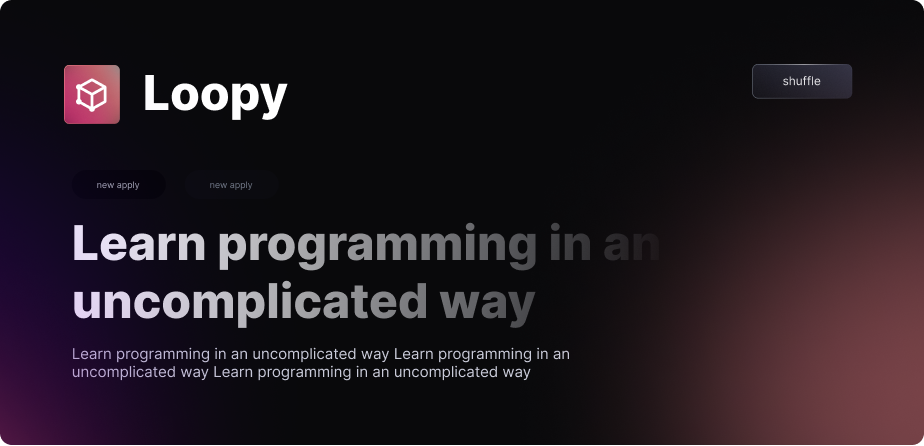 Loopy
shuffle
new apply
new apply
Learn programming in an
uncomplicated way
Learn programming in an uncomplicated way Learn programming in an
uncomplicated way Learn programming in an uncomplicated way